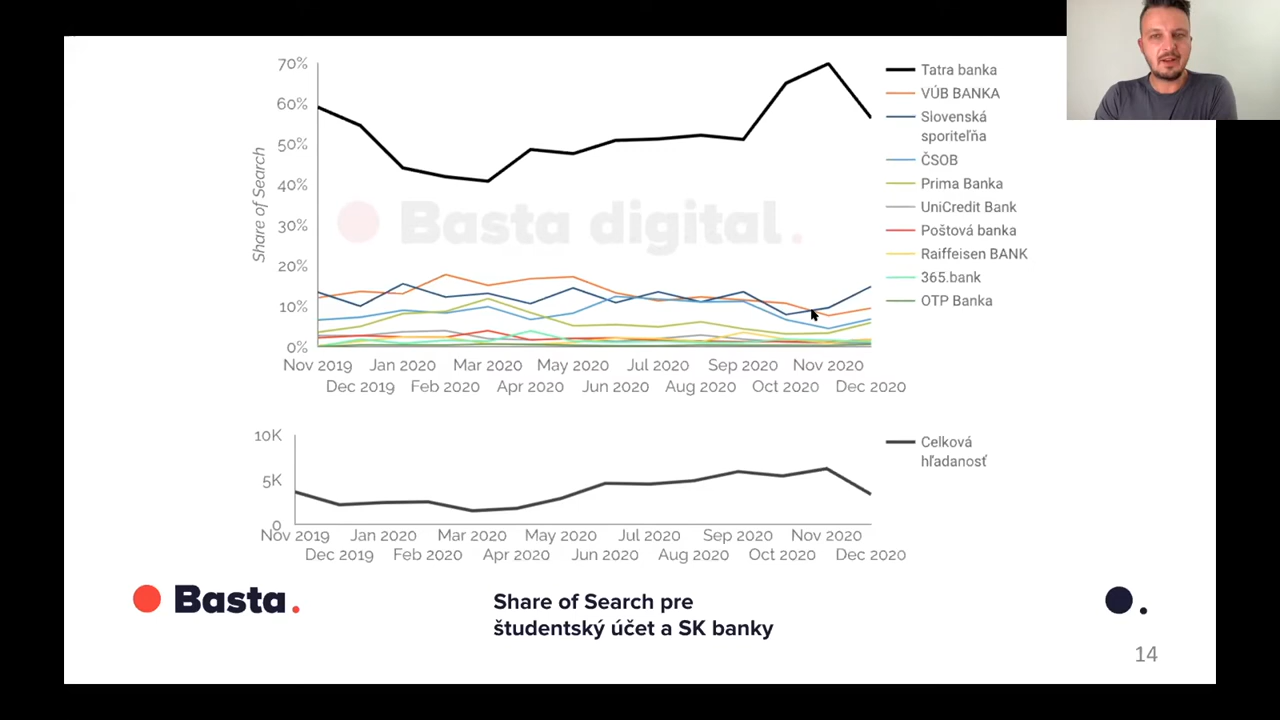 70%
60%
50%
40%
30%
20%
10%
0%
Share of Search
Basta digital.
Nov 2019
Dec 2019
Jan 2020
Feb 2020
Mar 2020
Apr 2020
May 2020
Jun 2020
Jul 2020
Aug 2020
Sep 2020
Oct 2020
Nov 2020
Dec 2020
Tatra banka
VÚB BANKA
Slovenská
sporiteľňa
ČSOB
Prima Banka
UniCredit Bank
Poštová banka
Raiffeisen BANK
365.bank
OTP Banka
10K
5K
0
Nov 2019
Dec 2019
Jan 2020
Feb 2020
Mar 2020
Apr 2020
May 2020
Jun 2020
Jul 2020
Aug 2020
Sep 2020
Oct 2020
Nov 2020
Dec 2020
Celková
hľadanosť
Basta.
Share of Search pre
študentský účet a SK banky
14